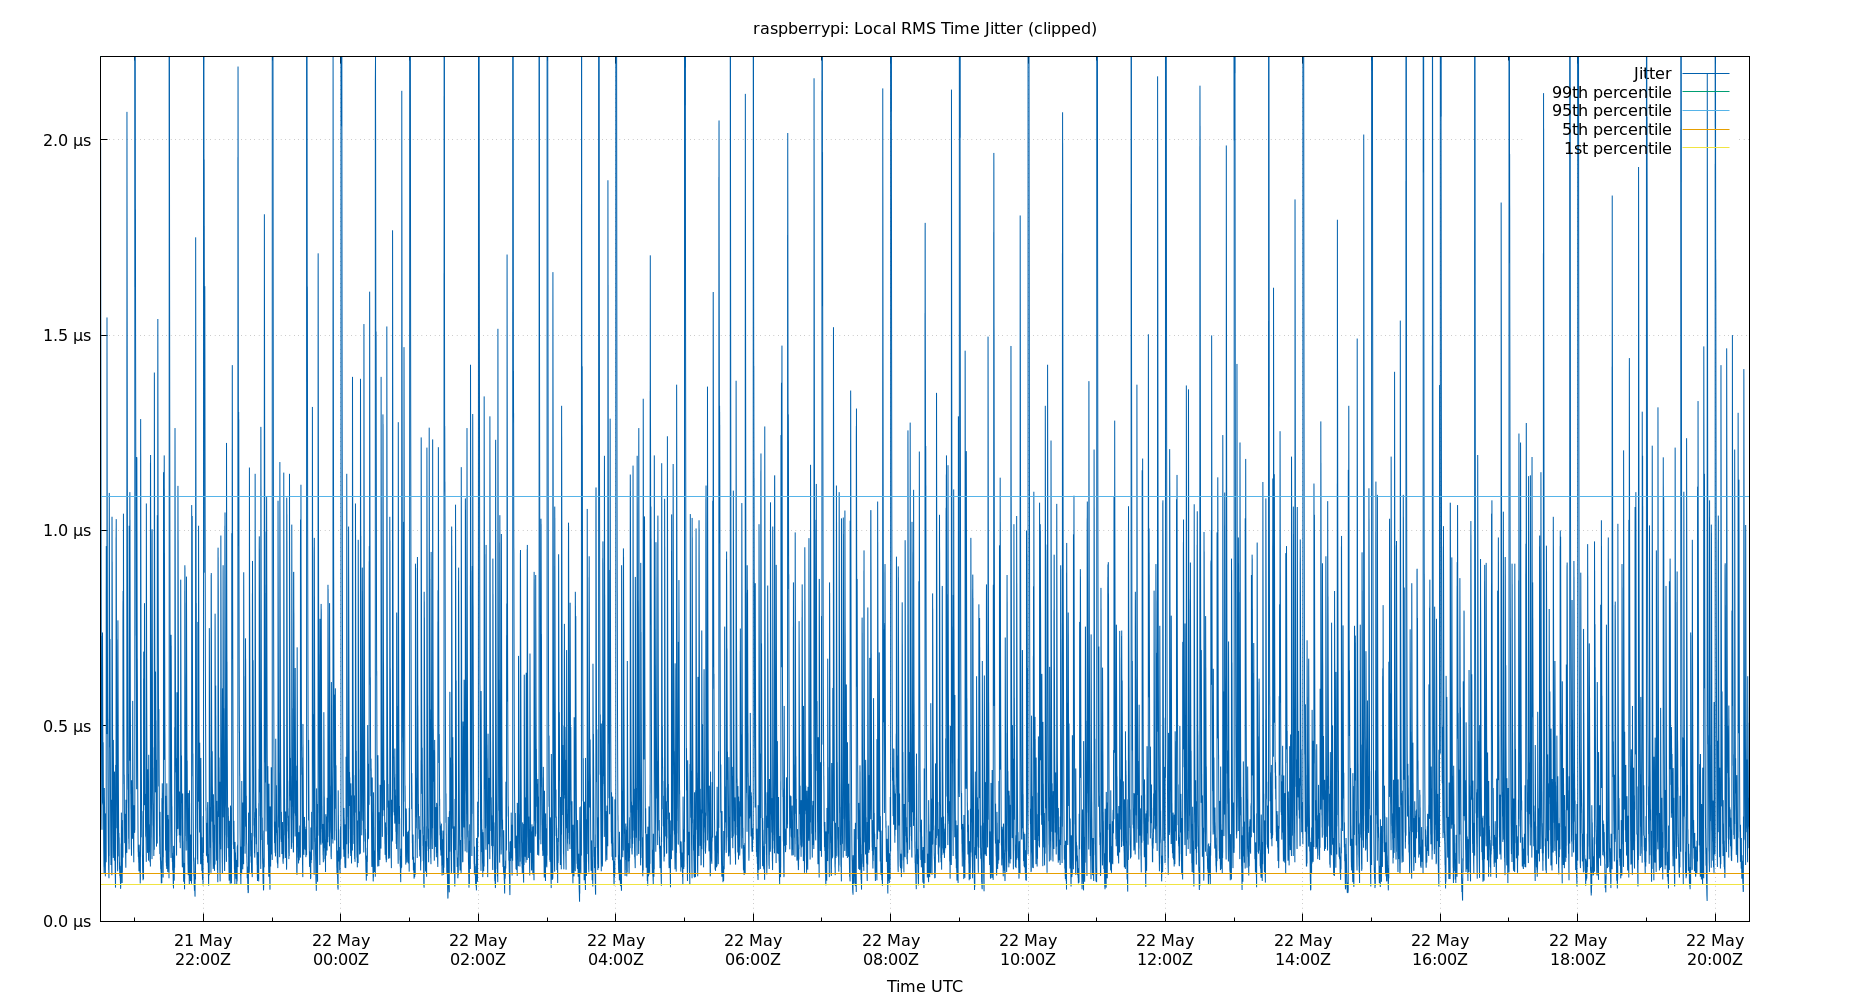 raspberrypi: Local RMS Time Jitter (clipped)
Jitter
99th percentile
95th percentile
5th percentile
1st percentile
2.0 µs
1.5 µs
1.0 µs
0.5 µs
0.0 µs
21 May 22 May 22 May 22 May 22 May 22 May 22 May 22 May 22 May 22 May 22 May 22 May
22:00Z 00:00Z 02:00Z 04:00Z 06:00Z 08:00Z 10:00Z 12:00Z 14:00Z 16:00Z 18:00Z 20:00Z
Time UTC